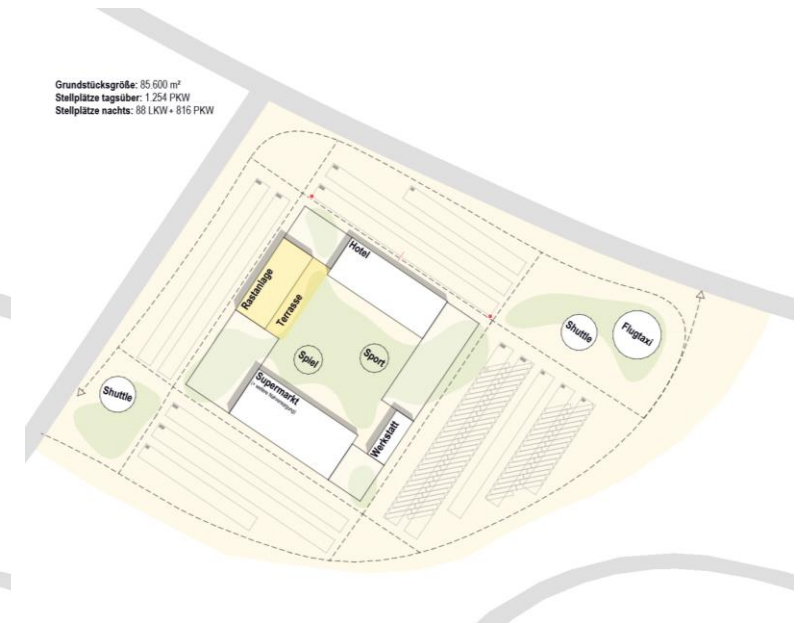 Grundstücksgröße: 85.600 m²
Stellplätze tagsüber: 1.254 PKW
Stellplätze nachts: 88 LKW + 816 PKW
Hotel
Rastanlage
Terrasse
Shuttle
Flugtaxi
Spiel
Sport
Supermarkt
Shuttle
Werkstatt